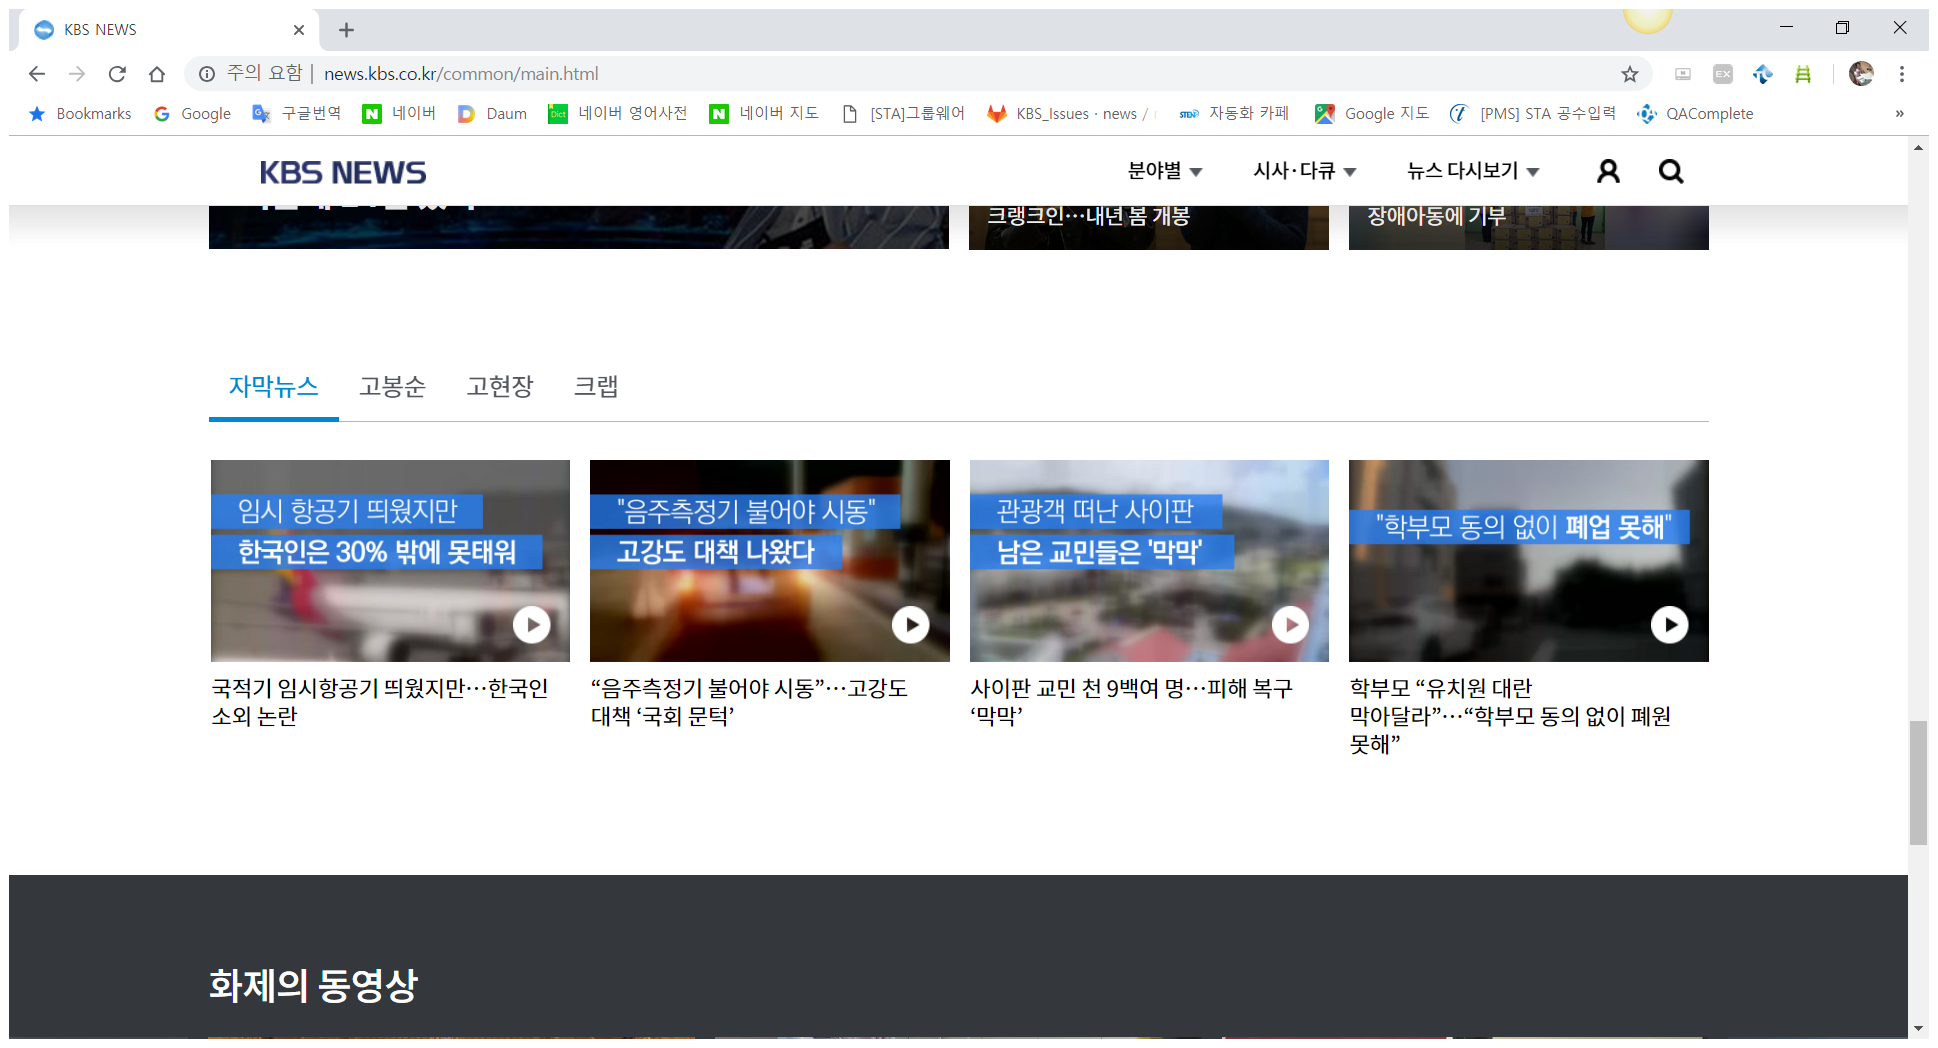 KBS NEWS
주의 요함 | news.kbs.co.kr/common/main.html
EX
Bookmarks Google 구글번역 네이버 Daum 네이버 영어사전 네이버 지도 [STA]그룹웨어 KBS_Issues · news / 자동화 카페 Google 지도 [PMS] STA 공수입력 QAComplete »
KBS NEWS 분야별 시사·다큐 뉴스 다시보기
크랭크인…내년 봄 개봉 장애아동에 기부
자막뉴스 고봉순 고현장 크랩
임시 항공기 띄웠지만
한국인은 30% 밖에 못태워
"음주측정기 불어야 시동"
고강도 대책 나왔다
관광객 떠난 사이판
남은 교민들은 '막막'
"학부모 동의 없이 폐업 못해"
국적기 임시항공기 띄웠지만…한국인
소외 논란
“음주측정기 불어야 시동”…고강도
대책 ‘국회 문턱’
사이판 교민 천 9백여 명…피해 복구
‘막막’
학부모 “유치원 대란
막아달라”…“학부모 동의 없이 폐원
못해”
화제의 동영상